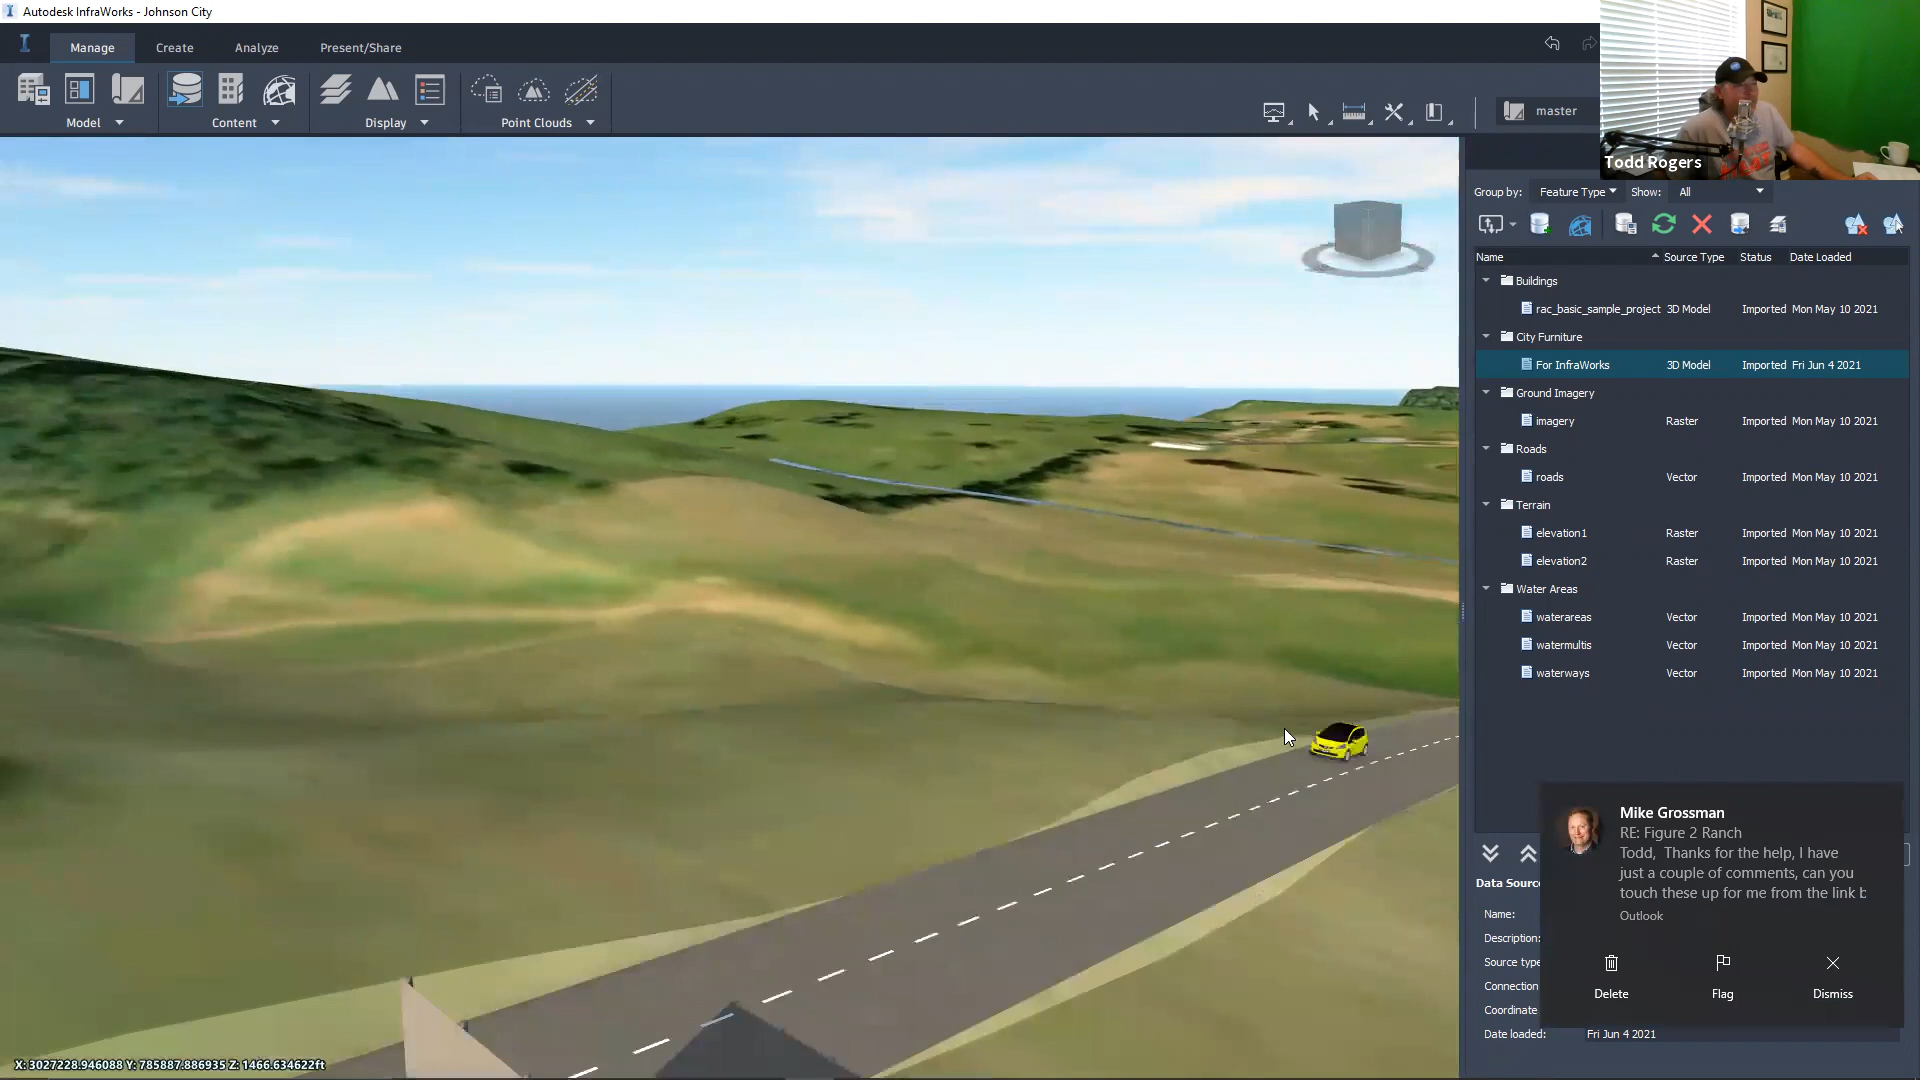 Autodesk InfraWorks - Johnson City
Manage Create Analyze Present/Share
Model Content Display Point Clouds
master
Todd Rogers
Group by: Feature Type Show: All
Name Source Type Status Date Loaded
Buildings
rac_basic_sample_project 3D Model Imported Mon May 10 2021
City Furniture
For InfraWorks 3D Model Imported Fri Jun 4 2021
Ground Imagery
imagery Raster Imported Mon May 10 2021
Roads
roads Vector Imported Mon May 10 2021
Terrain
elevation1 Raster Imported Mon May 10 2021
elevation2 Raster Imported Mon May 10 2021
Water Areas
waterareas Vector Imported Mon May 10 2021
watermultis Vector Imported Mon May 10 2021
waterways Vector Imported Mon May 10 2021
Mike Grossman
RE: Figure 2 Ranch
Todd, Thanks for the help, I have
just a couple of comments, can you
touch these up for me from the link b
Outlook
Delete Flag Dismiss
Data Sourc
Name:
Description:
Source type
Connection
Coordinate
Date loaded: Fri Jun 4 2021
X: 3027228.946088 Y: 785887.886935 Z: 1466.634622ft